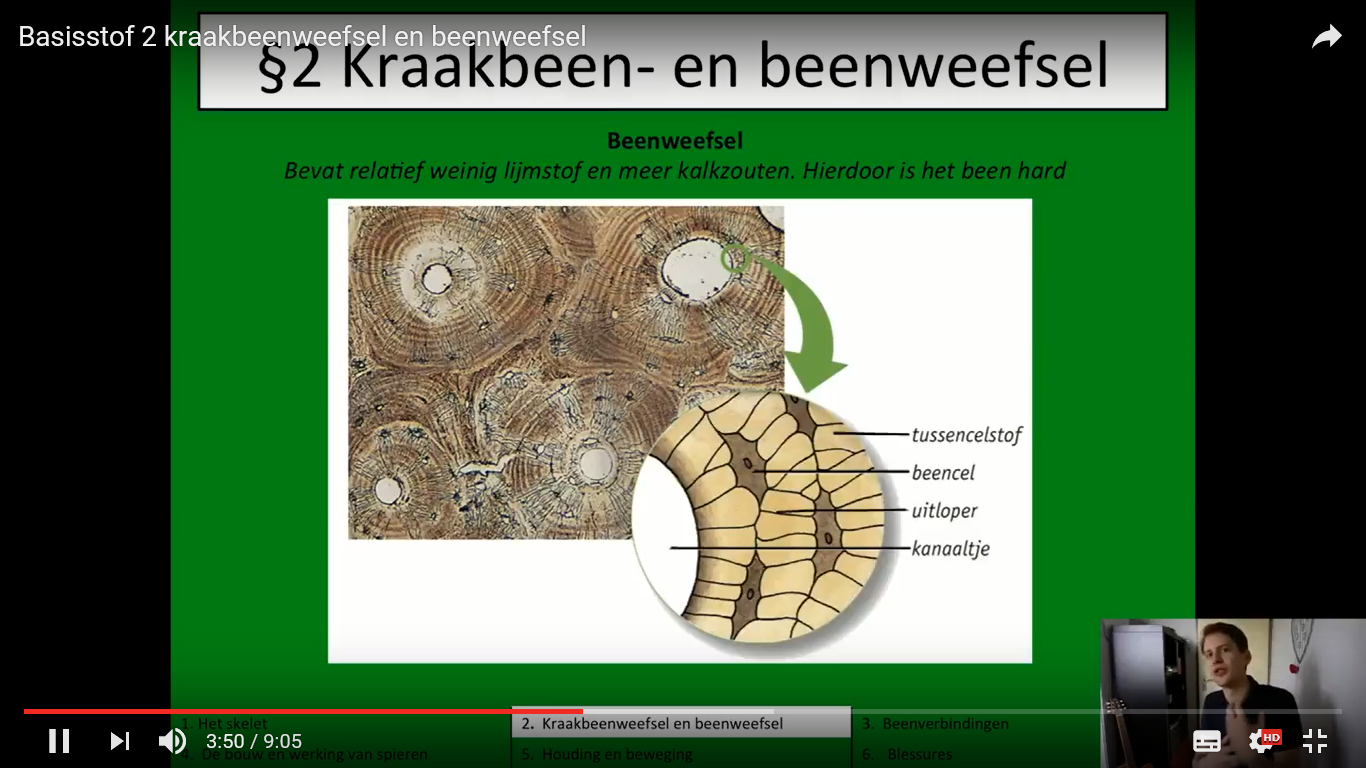 Basisstof 2 kraakbeenweefsel en beenweefsel
§2 Kraakbeen- en beenweefsel
Beenweefsel
Bevat relatief weinig lijmstof en meer kalkzouten. Hierdoor is het been hard
tussencelstof
beencel
uitloper
kanaaltje
1. Het skelet
2. Kraakbeenweefsel en beenweefsel
3. Beenverbindingen
4. De bouw en werking van spieren
5. Houding en beweging
6. Blessures
3:50 / 9:05
HD